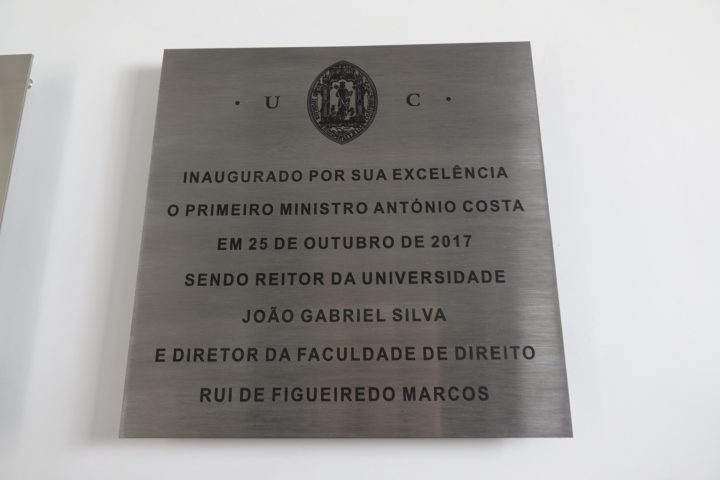 · U C ·
INAUGURADO POR SUA EXCELÊNCIA
O PRIMEIRO MINISTRO ANTÓNIO COSTA
EM 25 DE OUTUBRO DE 2017
SENDO REITOR DA UNIVERSIDADE
JOÃO GABRIEL SILVA
E DIRETOR DA FACULDADE DE DIREITO
RUI DE FIGUEIREDO MARCOS